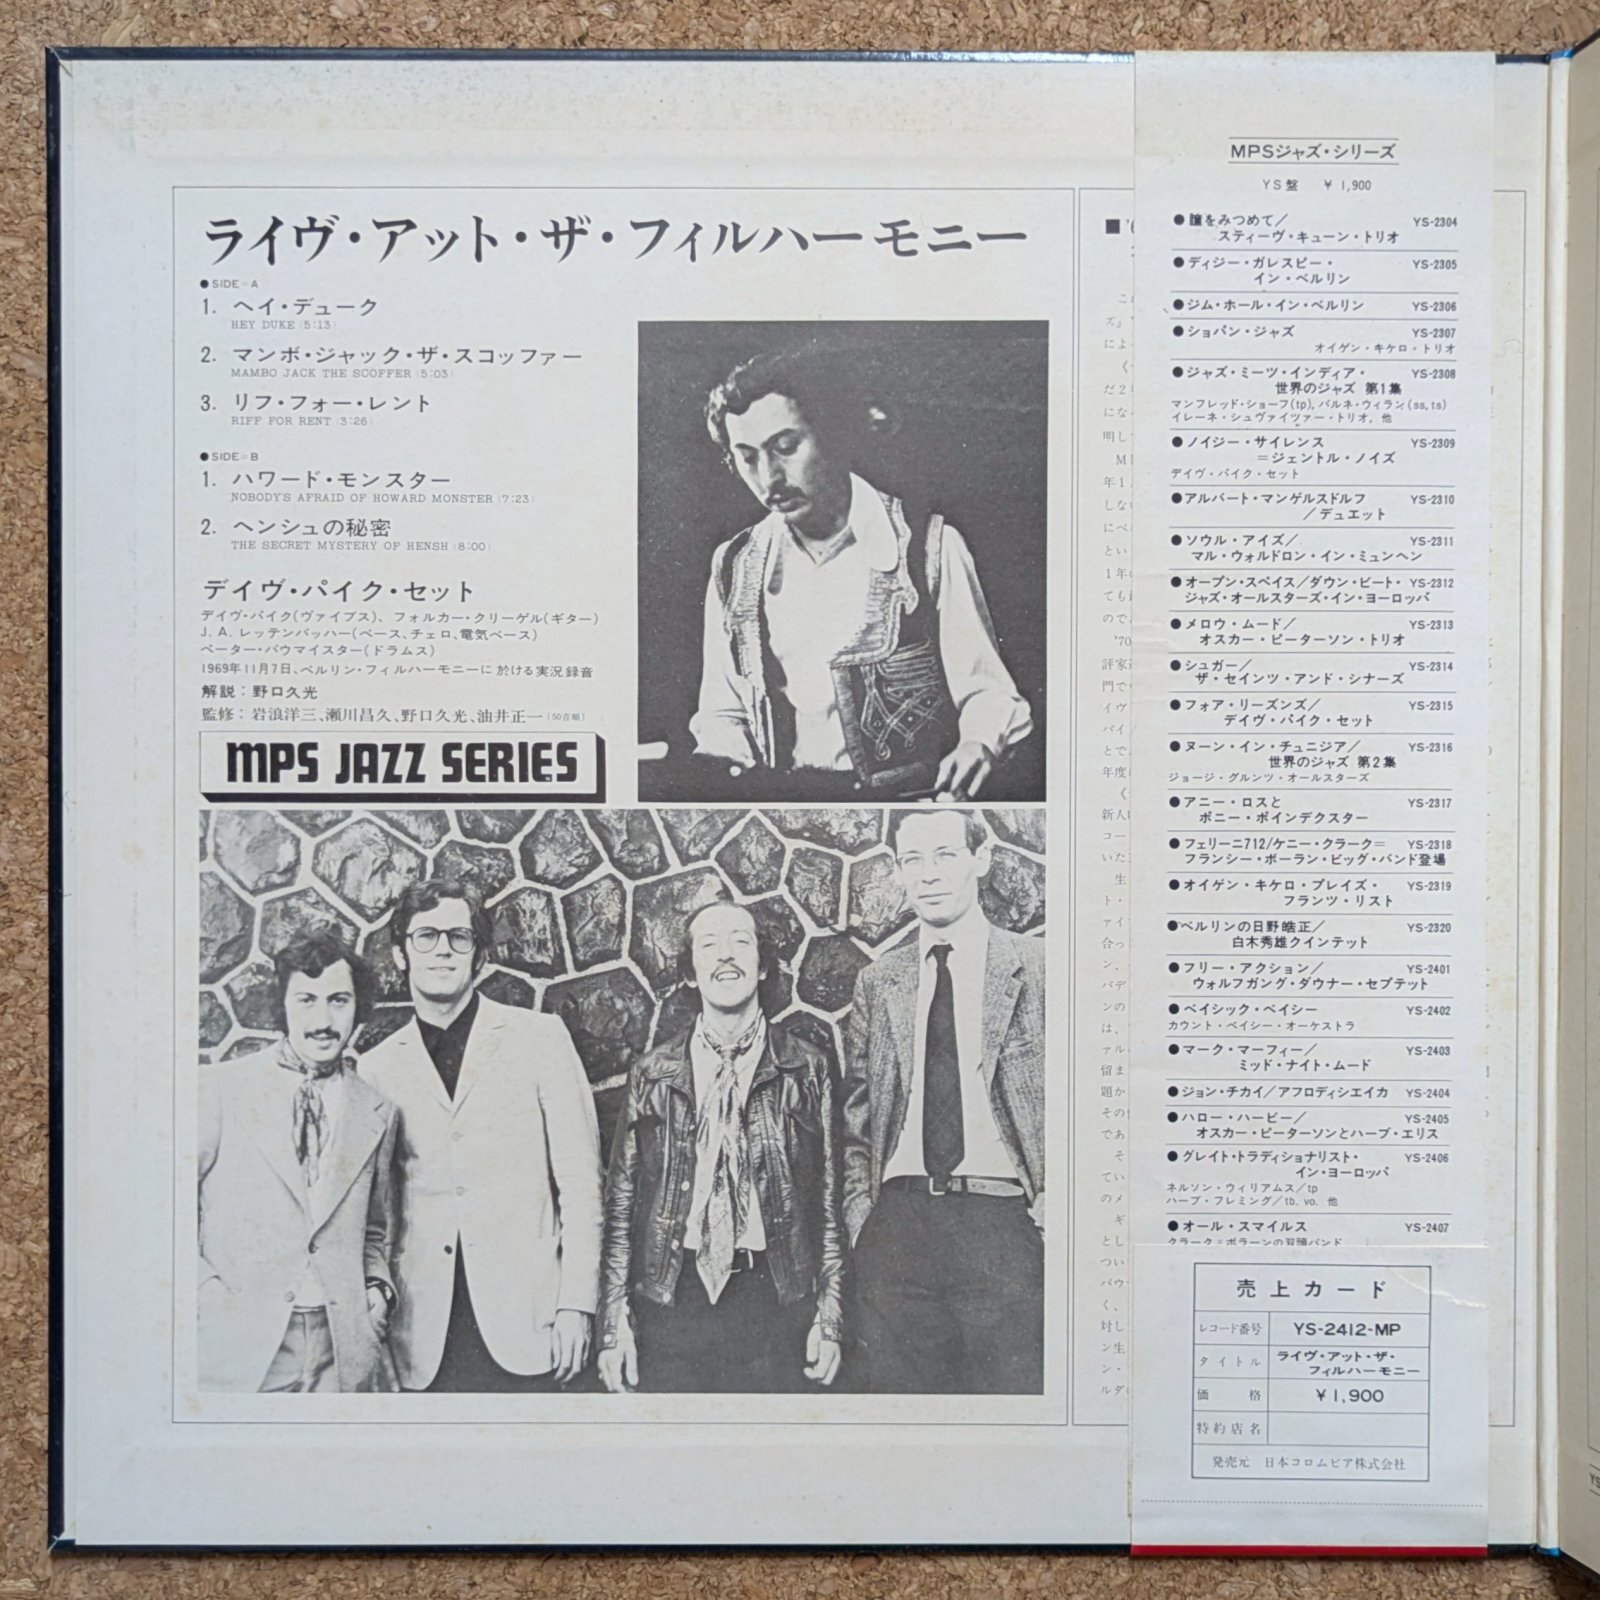 ライヴ・アット・ザ・フィルハーモニー
●SIDE=A
1. ヘイ・デューク
HEY DUKE (5:13)
2. マンボ・ジャック・ザ・スコッファー
MAMBO JACK THE SCOFFER (5:03)
3. リフ・フォー・レント
RIFF FOR RENT (3:26)
●SIDE=B
1. ハワード・モンスター
NOBODY'S AFRAID OF HOWARD MONSTER (7:23)
2. ヘンシュの秘密
THE SECRET MYSTERY OF HENSH (8:00)
デイヴ・パイク・セット
デイヴ・パイク(ヴァイブス)、フォルカー・クリーゲル(ギター)
J. A. レッテンバッハー(ベース、チェロ、電気ベース)
ペーター・バウマイスター(ドラムス)
1969年11月7日、ベルリン・フィルハーモニーに於ける実況録音
解説：野口久光
監修：岩浪洋三、瀬川昌久、野口久光、油井正一(50音順)
MPS JAZZ SERIES
MPSジャズ・シリーズ
YS盤 ￥1,900
●瞳をみつめて／ YS-2304
スティーヴ・キューン・トリオ
●ディジー・ガレスピー・ YS-2305
イン・ベルリン
●ジム・ホール・イン・ベルリン YS-2306
●ショパン・ジャズ YS-2307
オイゲン・キケロ・トリオ
●ジャズ・ミーツ・インディア・ YS-2308
世界のジャズ 第1集
マンフレッド・ショーフ(tp), バルネ・ウィラン(ss,ts)
イレーネ・シュヴァイツァー・トリオ, 他
●ノイジー・サイレンス YS-2309
＝ジェントル・ノイズ
デイヴ・パイク・セット
●アルバート・マンゲルスドルフ YS-2310
／デュエット
●ソウル・アイズ／ YS-2311
マル・ウォルドロン・イン・ミュンヘン
●オープン・スペイス／ダウン・ビート・ YS-2312
ジャズ・オールスターズ・イン・ヨーロッパ
●メロウ・ムード／ YS-2313
オスカー・ピーターソン・トリオ
●シュガー／ YS-2314
ザ・セインツ・アンド・シナーズ
●フォア・リーズンズ／ YS-2315
デイヴ・パイク・セット
●ヌーン・イン・チュニジア／ YS-2316
世界のジャズ 第2集
ジョージ・グルンツ・オールスターズ
●アニー・ロスと YS-2317
ポニー・ポインデクスター
●フェリーニ712/ケニー・クラーク＝ YS-2318
フランシー・ボーラン・ビッグ・バンド登場
●オイゲン・キケロ・プレイズ・ YS-2319
フランツ・リスト
●ベルリンの日野皓正／ YS-2320
白木秀雄クインテット
●フリー・アクション／ YS-2401
ウォルフガング・ダウナー・セプテット
●ベイシック・ベイシー YS-2402
カウント・ベイシー・オーケストラ
●マーク・マーフィー／ YS-2403
ミッド・ナイト・ムード
●ジョン・チカイ／アフロディシエイカ YS-2404
●ハロー・ハービー／ YS-2405
オスカー・ピーターソンとハーブ・エリス
●グレイト・トラディショナリスト・ YS-2406
イン・ヨーロッパ
ネルソン・ウィリアムス／tp
ハーブ・フレミング／tb. vo. 他
●オール・スマイルス YS-2407
クラーク＝ボラーンの双頭バンド
売上カード
レコード番号 YS-2412-MP
タイトル ライヴ・アット・ザ・
フィルハーモニー
価格 ￥1,900
特約店名
発売元 日本コロムビア株式会社